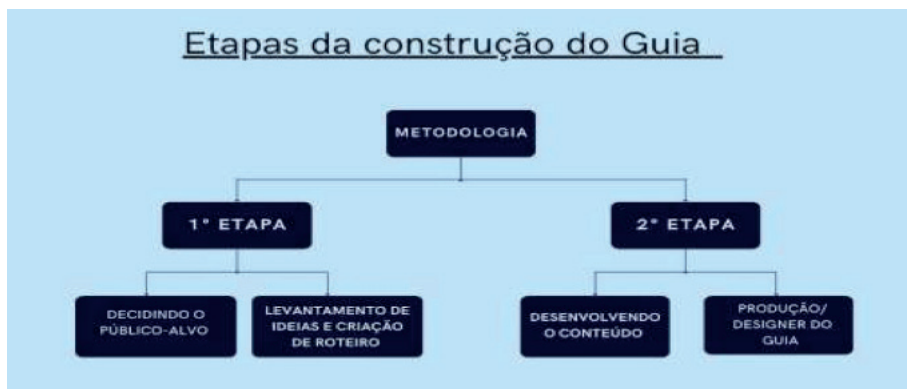 Etapas da construção do Guia
METODOLOGIA
1° ETAPA
2° ETAPA
DECIDINDO O
PÚBLICO-ALVO
LEVANTAMENTO DE
IDEIAS E CRIAÇÃO
DE ROTEIRO
DESENVOLVENDO
O CONTEÚDO
PRODUÇÃO/
DESIGNER DO
GUIA